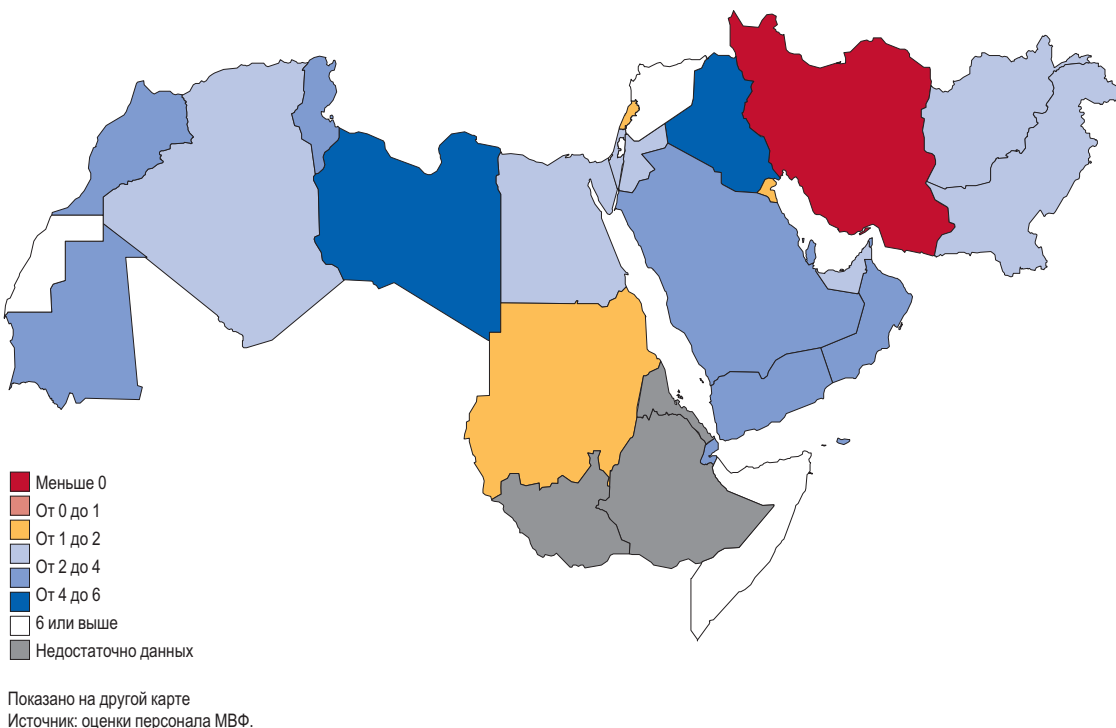 Меньше 0
От 0 до 1
От 1 до 2
От 2 до 4
От 4 до 6
6 или выше
Недостаточно данных
Показано на другой карте
Источник: оценки персонала МВФ.